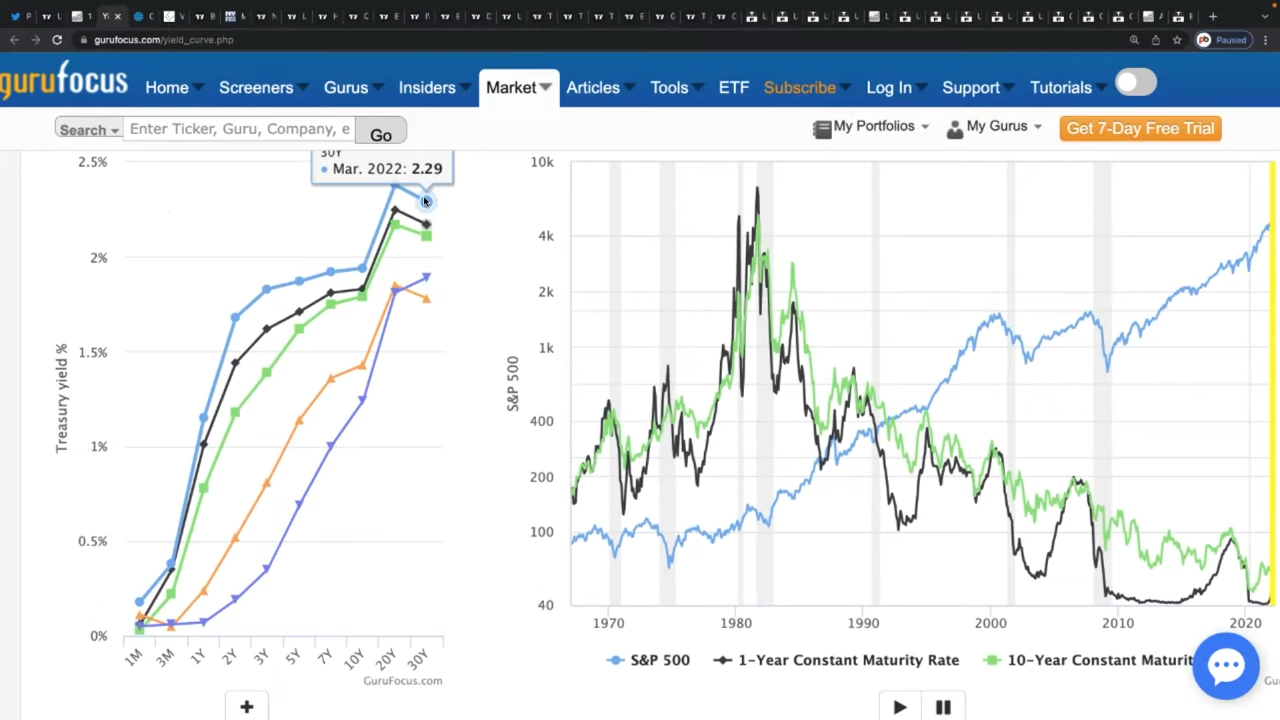 gurufocus.com/yield_curve.php
Paused
gurufocus
Home
Screeners
Gurus
Insiders
Market
Articles
Tools
ETF
Subscribe
Log In
Support
Tutorials
Search
Enter Ticker, Guru, Company, e
Go
My Portfolios
My Gurus
Get 7-Day Free Trial
30Y
Mar. 2022: 2.29
2.5%
2%
1.5%
1%
0.5%
0%
Treasury yield %
1M
3M
1Y
2Y
3Y
5Y
7Y
10Y
20Y
30Y
GuruFocus.com
+
10k
4k
2k
1k
400
200
100
40
S&P 500
1970
1980
1990
2000
2010
2020
S&P 500
1-Year Constant Maturity Rate
10-Year Constant Maturit
Gu